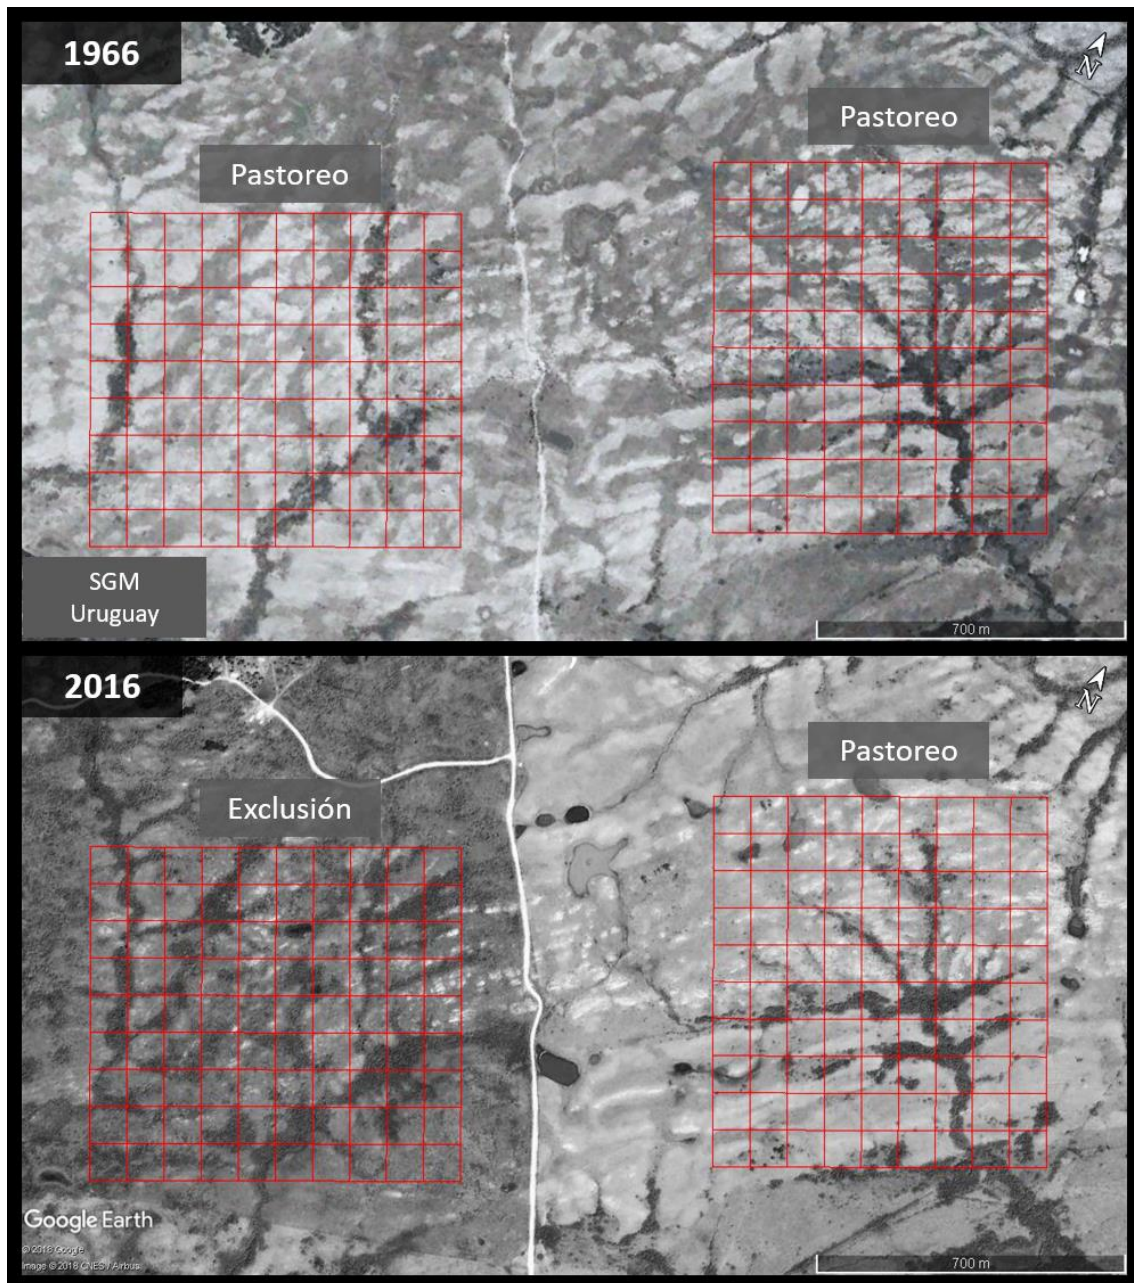 1966
N
Pastoreo
Pastoreo
SGM
Uruguay
700 m
2016
N
Pastoreo
Exclusión
Google Earth
© 2018 Google
Image © 2018 CNES / Airbus
700 m